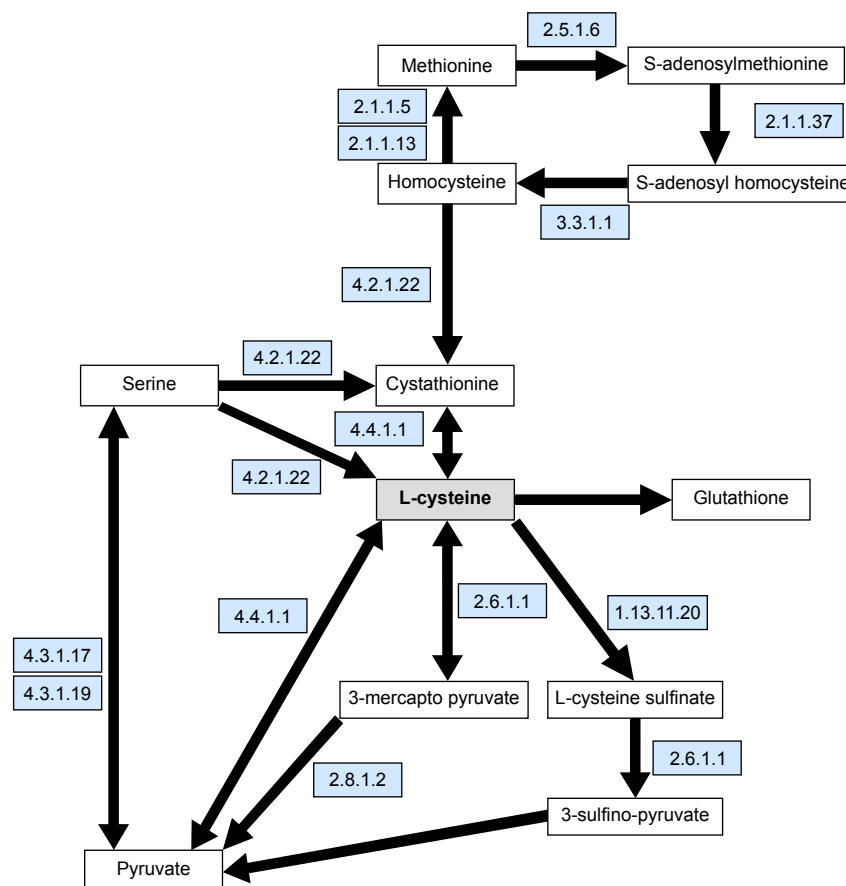 2.5.1.6
Methionine
S-adenosylmethionine
2.1.1.5
2.1.1.37
2.1.1.13
Homocysteine
S-adenosyl homocysteine
3.3.1.1
4.2.1.22
4.2.1.22
Serine
Cystathionine
4.4.1.1
4.2.1.22
L-cysteine
Glutathione
4.4.1.1
2.6.1.1
1.13.11.20
4.3.1.17
4.3.1.19
3-mercapto pyruvate
L-cysteine sulfinate
2.8.1.2
2.6.1.1
3-sulfino-pyruvate
Pyruvate